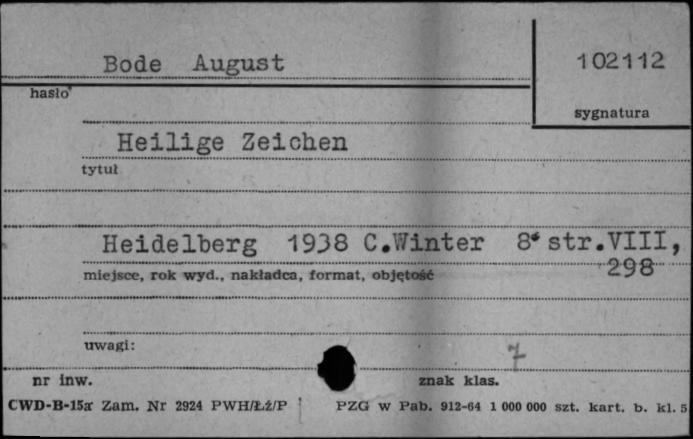 Bode August
102112
hasło
sygnatura
Heilige Zeichen
tytuł
Heidelberg 1938 C.Winter 8° str.VIII,
298
miejsce, rok wyd., nakładca, format, objętość
uwagi:
7
nr inw.
znak klas.
CWD-B-15a Zam. Nr 2924 PWH/Łź/P
PZG w Pab. 912-64 1 000 000 szt. kart. b. kl. 5